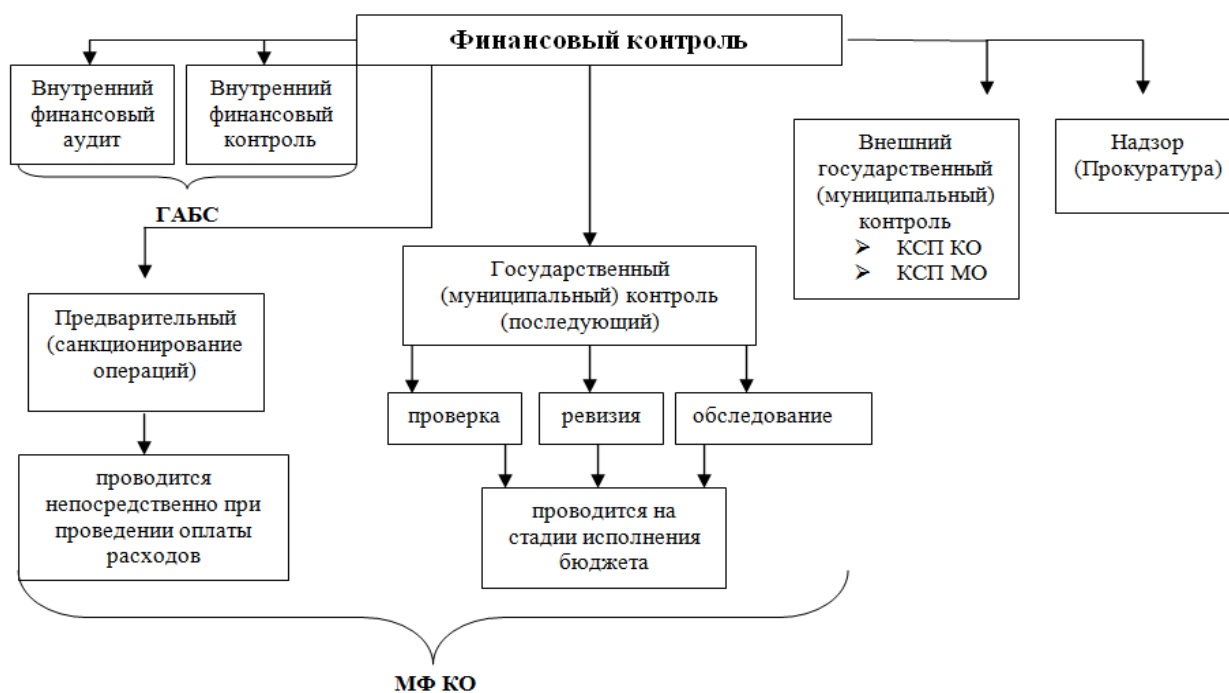 Финансовый контроль
Внутренний
финансовый
аудит
Внутренний
финансовый
контроль
ГАБС
Внешний
государственный
(муниципальный)
контроль
➢ КСП КО
➢ КСП МО
Надзор
(Прокуратура)
Предварительный
(санкционирование
операций)
Государственный
(муниципальный) контроль
(последующий)
проверка
ревизия
обследование
проводится
непосредственно при
проведении оплаты
расходов
проводится на
стадии исполнения
бюджета
МФ КО